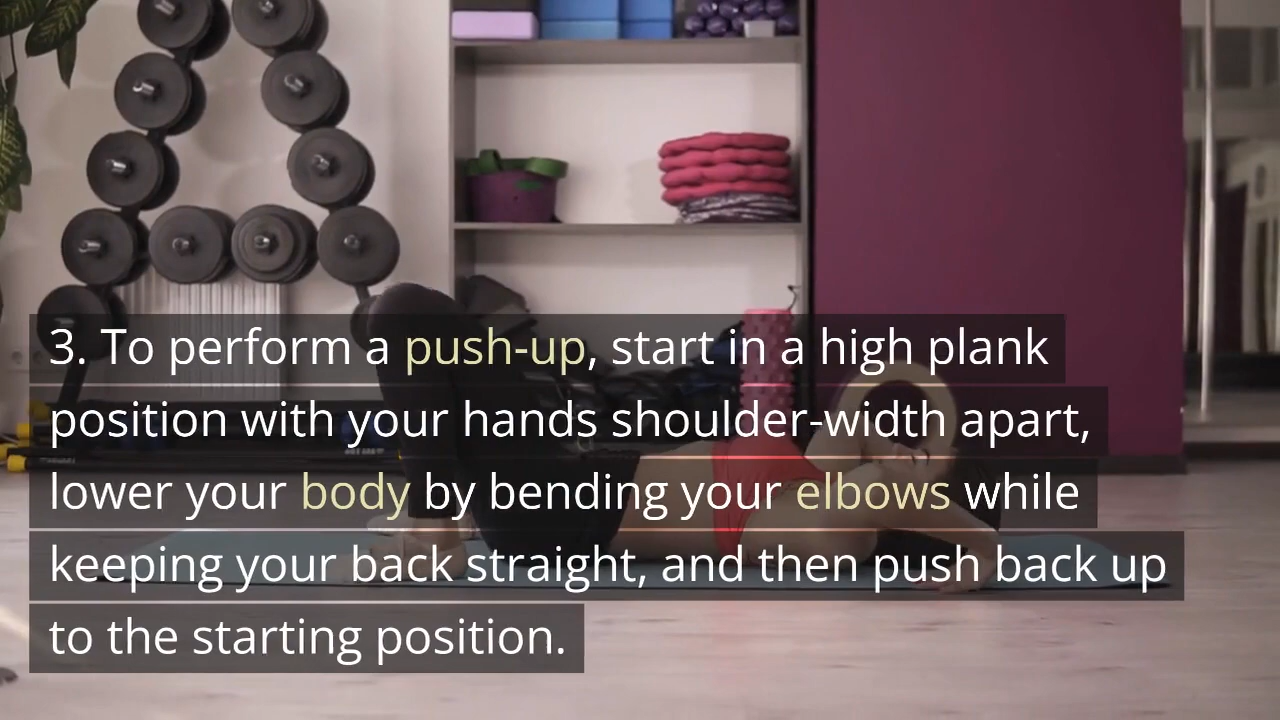 3. To perform a push-up, start in a high plank
position with your hands shoulder-width apart,
lower your body by bending your elbows while
keeping your back straight, and then push back up
to the starting position.